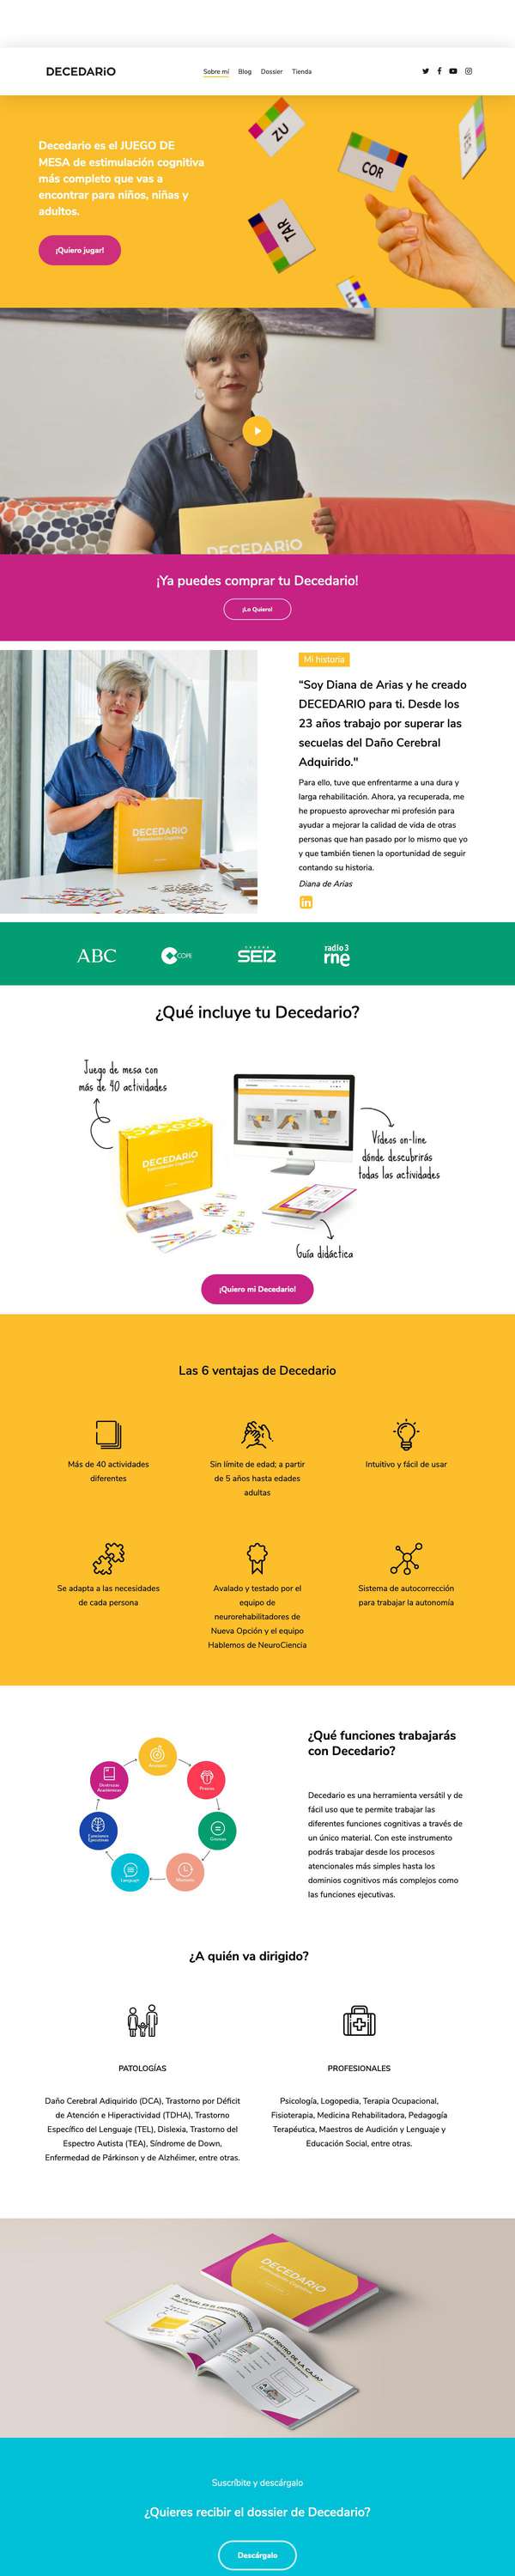 DECEDARiO
Sobre mí Blog Dossier Tienda
Decedario es el JUEGO DE
MESA de estimulación cognitiva
más completo que vas a
encontrar para niños, niñas y
adultos.
¡Quiero jugar!
ZU
COR
TAR
DECEDARiO
¡Ya puedes comprar tu Decedario!
¡Lo Quiero!
Mi historia
“Soy Diana de Arias y he creado
DECEDARIO para ti. Desde los
23 años trabajo por superar las
secuelas del Daño Cerebral
Adquirido."
Para ello, tuve que enfrentarme a una dura y
larga rehabilitación. Ahora, ya recuperada, me
he propuesto aprovechar mi profesión para
ayudar a mejorar la calidad de vida de otras
personas que han pasado por lo mismo que yo
y que también tienen la oportunidad de seguir
contando su historia.
Diana de Arias
in
DECEDARiO
Estimulación Cognitiva
ABC
COPE
CADENA
SER
radio3
rne
¿Qué incluye tu Decedario?
Juego de mesa con
más de 40 actividades
DECEDARiO
Estimulación Cognitiva
Vídeos on-line
dónde descubrirás
todas las actividades
Guía didáctica
¡Quiero mi Decedario!
Las 6 ventajas de Decedario
Más de 40 actividades
diferentes
Sin límite de edad; a partir
de 5 años hasta edades
adultas
Intuitivo y fácil de usar
Se adapta a las necesidades
de cada persona
Avalado y testado por el
equipo de
neurorehabilitadores de
Nueva Opción y el equipo
Hablemos de NeuroCiencia
Sistema de autocorrección
para trabajar la autonomía
Atención
Praxias
Gnosias
Memoria
Lenguaje
Funciones
Ejecutivas
Destrezas
Académicas
¿Qué funciones trabajarás
con Decedario?
Decedario es una herramienta versátil y de
fácil uso que te permite trabajar las
diferentes funciones cognitivas a través de
un único material. Con este instrumento
podrás trabajar desde los procesos
atencionales más simples hasta los
dominios cognitivos más complejos como
las funciones ejecutivas.
¿A quién va dirigido?
PATOLOGÍAS
Daño Cerebral Adiquirido (DCA), Trastorno por Déficit
de Atención e Hiperactividad (TDHA), Trastorno
Específico del Lenguaje (TEL), Dislexia, Trastorno del
Espectro Autista (TEA), Síndrome de Down,
Enfermedad de Párkinson y de Alzhéimer, entre otras.
PROFESIONALES
Psicología, Logopedia, Terapia Ocupacional,
Fisioterapia, Medicina Rehabilitadora, Pedagogía
Terapéutica, Maestros de Audición y Lenguaje y
Educación Social, entre otras.
DECEDARiO
Suscríbite y descárgalo
¿Quieres recibir el dossier de Decedario?
Descárgalo